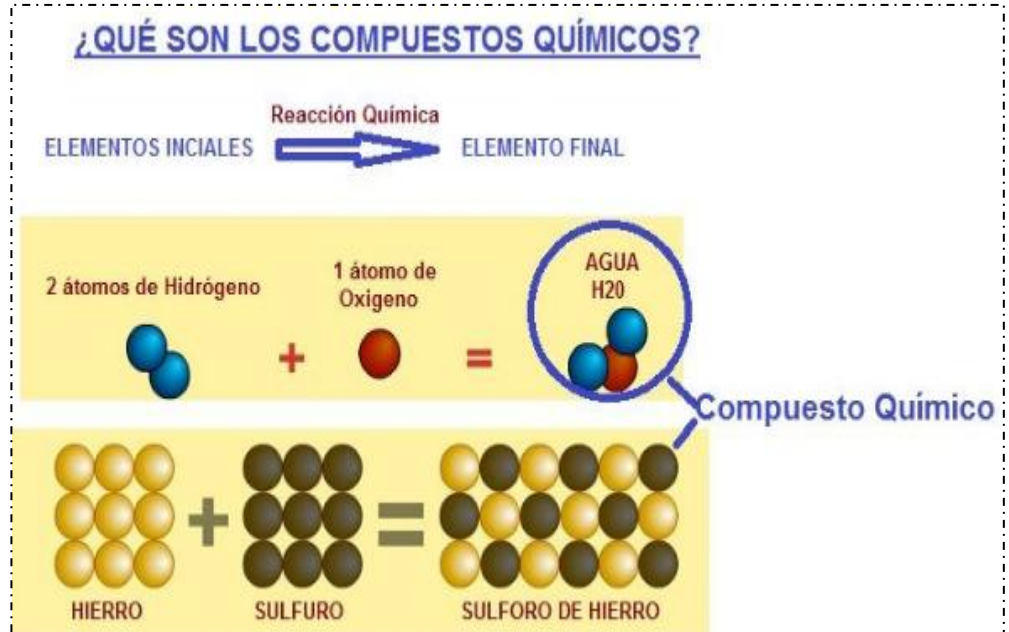 ¿QUÉ SON LOS COMPUESTOS QUÍMICOS?
Reacción Química
ELEMENTOS INCIALES
ELEMENTO FINAL
2 átomos de Hidrógeno
1 átomo de
Oxigeno
AGUA
H20
+
=
Compuesto Químico
+
=
HIERRO
SULFURO
SULFORO DE HIERRO